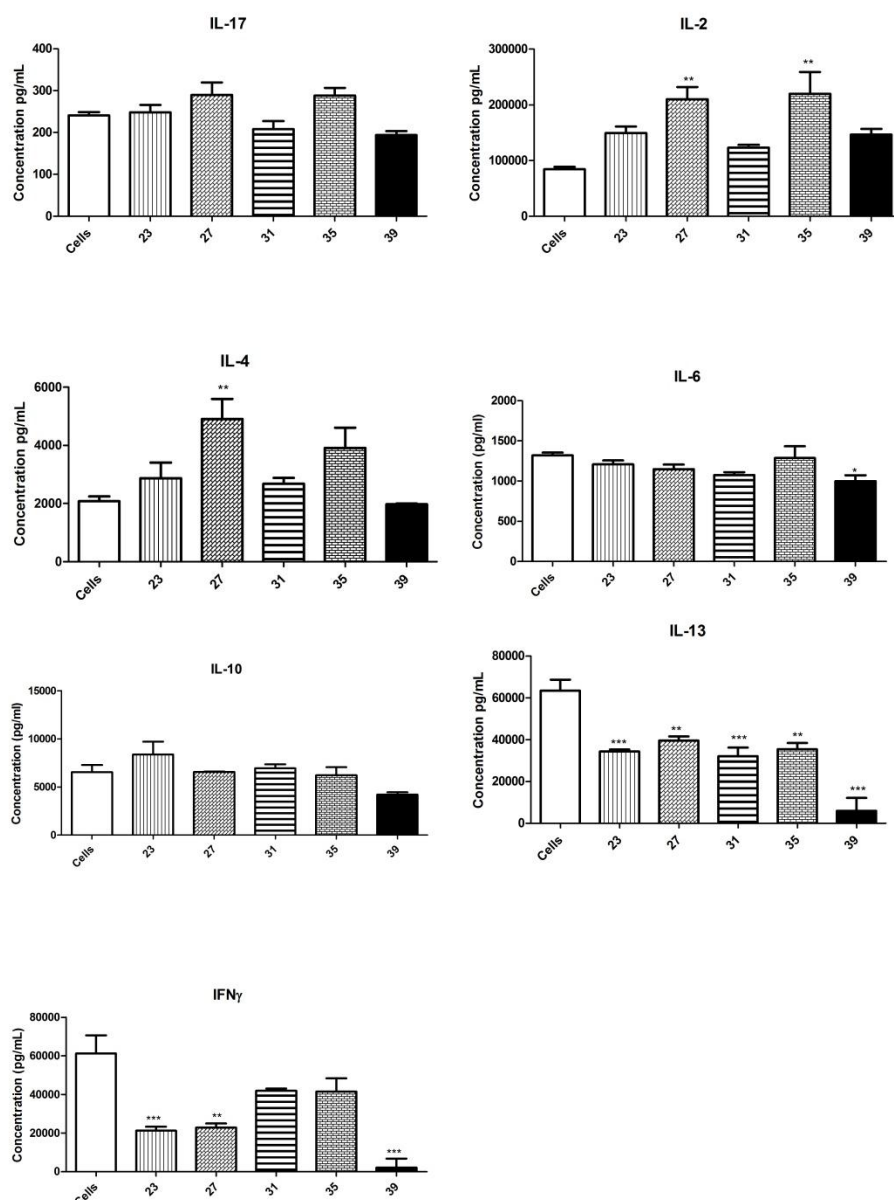 IL-17
Concentration pg/mL
400
300
200
100
0
Cells 23 27 31 35 39
IL-2
Concentration pg/mL
300000
200000
100000
0
** **
Cells 23 27 31 35 39
IL-4
Concentration pg/mL
6000
4000
2000
0
**
Cells 23 27 31 35 39
IL-6
Concentration (pg/ml)
2000
1500
1000
500
0
*
Cells 23 27 31 35 39
IL-10
Concentration (pg/ml)
15000
10000
5000
0
Cells 23 27 31 35 39
IL-13
Concentration pg/mL
80000
60000
40000
20000
0
*** ** *** ** ***
Cells 23 27 31 35 39
IFNγ
Concentration (pg/mL)
80000
60000
40000
20000
0
*** ** ***
Cells 23 27 31 35 39